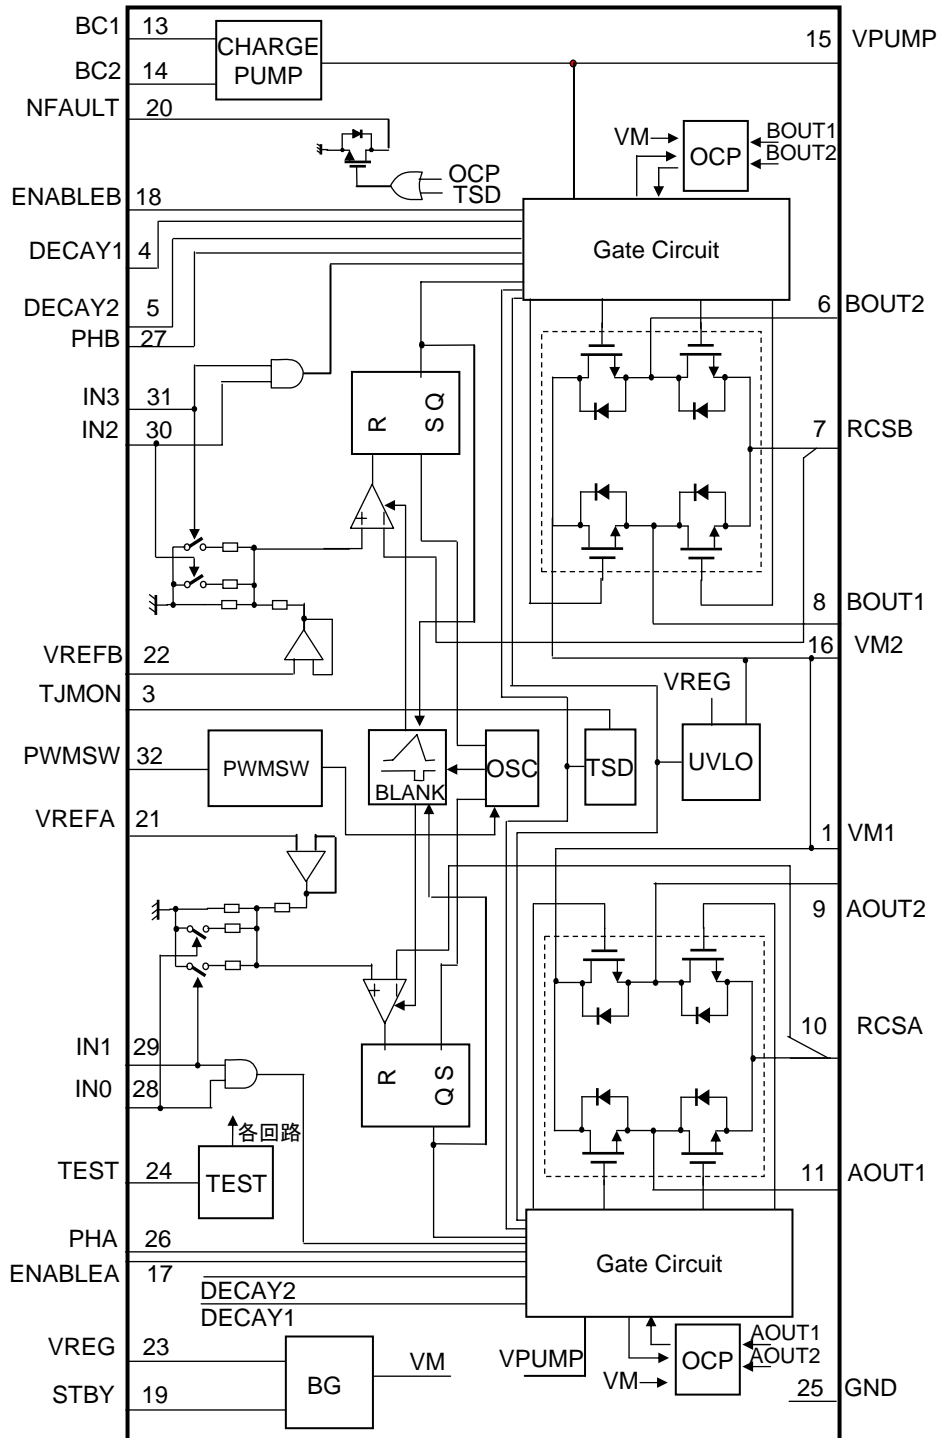 BC1 13
BC2 14
CHARGE
PUMP
15 VPUMP
NFAULT 20
OCP
TSD
VM
OCP
BOUT1
BOUT2
ENABLEB 18
DECAY1 4
DECAY2 5
PHB 27
Gate Circuit
6 BOUT2
IN3 31
IN2 30
R
S Q
7 RCSB
+ −
8 BOUT1
16 VM2
VREFB 22
TJMON 3
VREG
PWMSW 32
PWMSW
BLANK
OSC
TSD
UVLO
VREFA 21
1 VM1
9 AOUT2
+ −
10 RCSA
IN1 29
IN0 28
R
Q S
各回路
TEST 24
TEST
11 AOUT1
PHA 26
ENABLEA 17
DECAY2
DECAY1
Gate Circuit
VREG 23
STBY 19
BG
VM
VPUMP
VM
OCP
AOUT1
AOUT2
25 GND